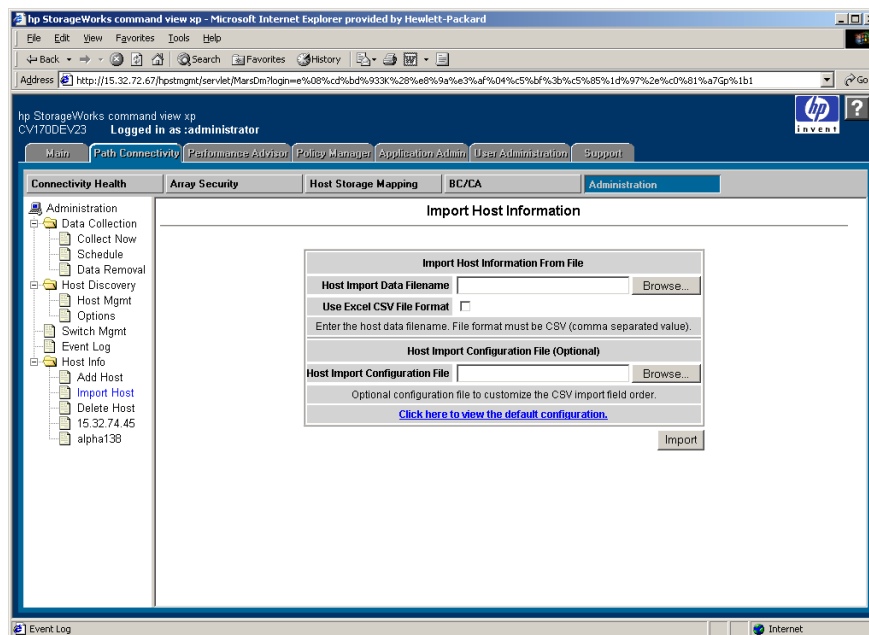 hp StorageWorks command view xp - Microsoft Internet Explorer provided by Hewlett-Packard
File Edit View Favorites Tools Help
Back Search Favorites History
Address http://15.32.72.67/hpstmgmt/servlet/MarsDm?login=e%08%cd%bd%933K%28%e8%9a%e3%af%04%c5%bf%3b%c5%85%1d%97%2e%c0%81%a7Gp%1b1 Go
hp StorageWorks command view xp
CV170DEV23 Logged in as :administrator
hp
invent
?
Main Path Connectivity Performance Advisor Policy Manager Application Admin User Administration Support
Connectivity Health Array Security Host Storage Mapping BC/CA Administration
Administration
Data Collection
Collect Now
Schedule
Data Removal
Host Discovery
Host Mgmt
Options
Switch Mgmt
Event Log
Host Info
Add Host
Import Host
Delete Host
15.32.74.45
alpha138
Import Host Information
Import Host Information From File
Host Import Data Filename Browse...
Use Excel CSV File Format
Enter the host data filename. File format must be CSV (comma separated value).
Host Import Configuration File (Optional)
Host Import Configuration File Browse...
Optional configuration file to customize the CSV import field order.
Click here to view the default configuration.
Import
Event Log Internet